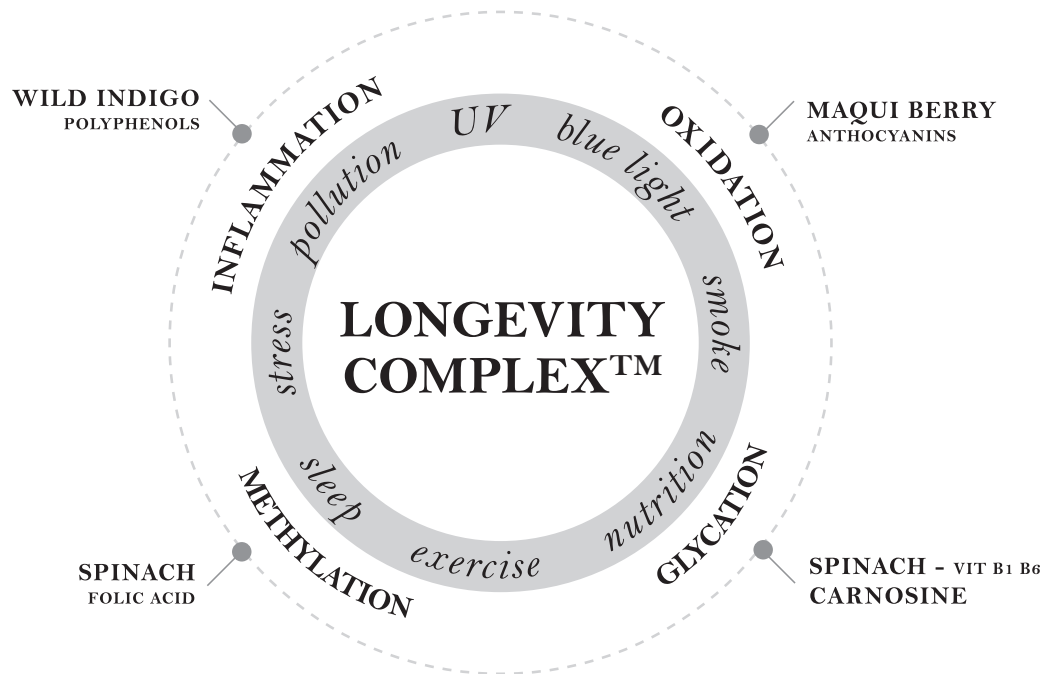 WILD INDIGO
POLYPHENOLS
INFLAMMATION
OXIDATION
MAQUI BERRY
ANTHOCYANINS
UV
blue light
pollution
smoke
stress
LONGEVITY
COMPLEX™
nutrition
sleep
exercise
METHYLATION
GLYCATION
SPINACH
FOLIC ACID
SPINACH - VIT B1 B6
CARNOSINE